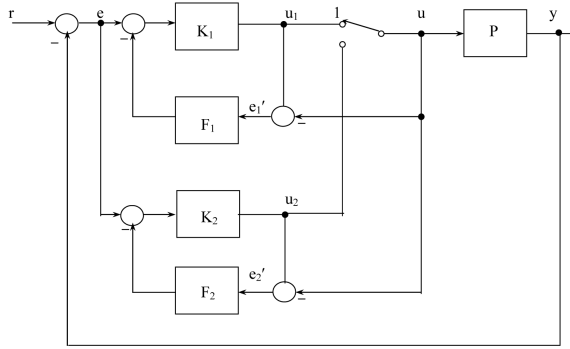 r e K₁ u₁ 1 u P y
−
−
F₁ e₁′ −
K₂ u₂
−
F₂ e₂′ −